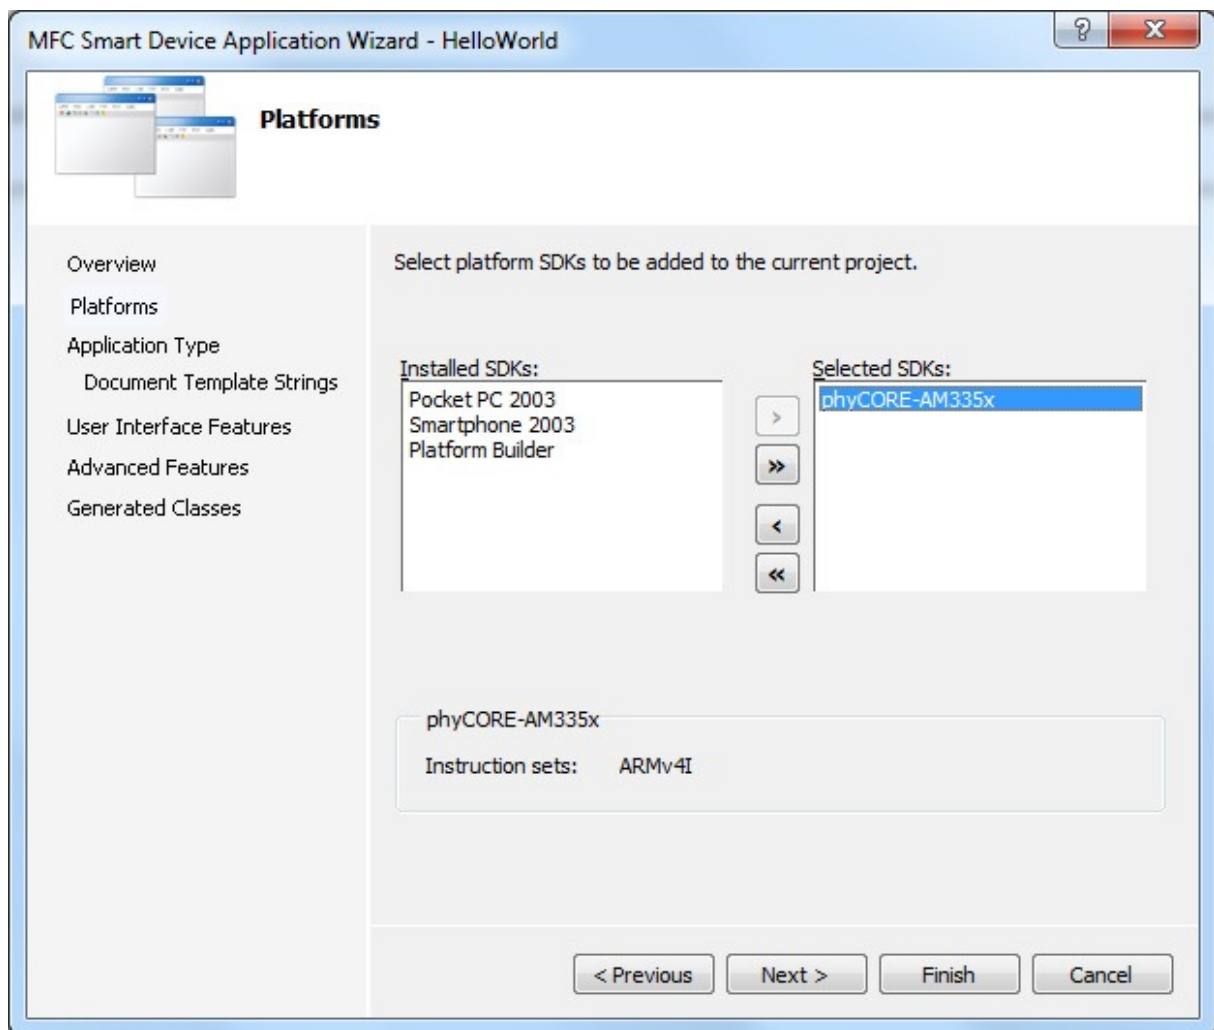 MFC Smart Device Application Wizard - HelloWorld
Platforms
Overview
Platforms
Application Type
Document Template Strings
User Interface Features
Advanced Features
Generated Classes
Select platform SDKs to be added to the current project.
Installed SDKs:
Pocket PC 2003
Smartphone 2003
Platform Builder
>
>>
<
<<
Selected SDKs:
phyCORE-AM335x
phyCORE-AM335x
Instruction sets: ARMv4I
< Previous Next > Finish Cancel